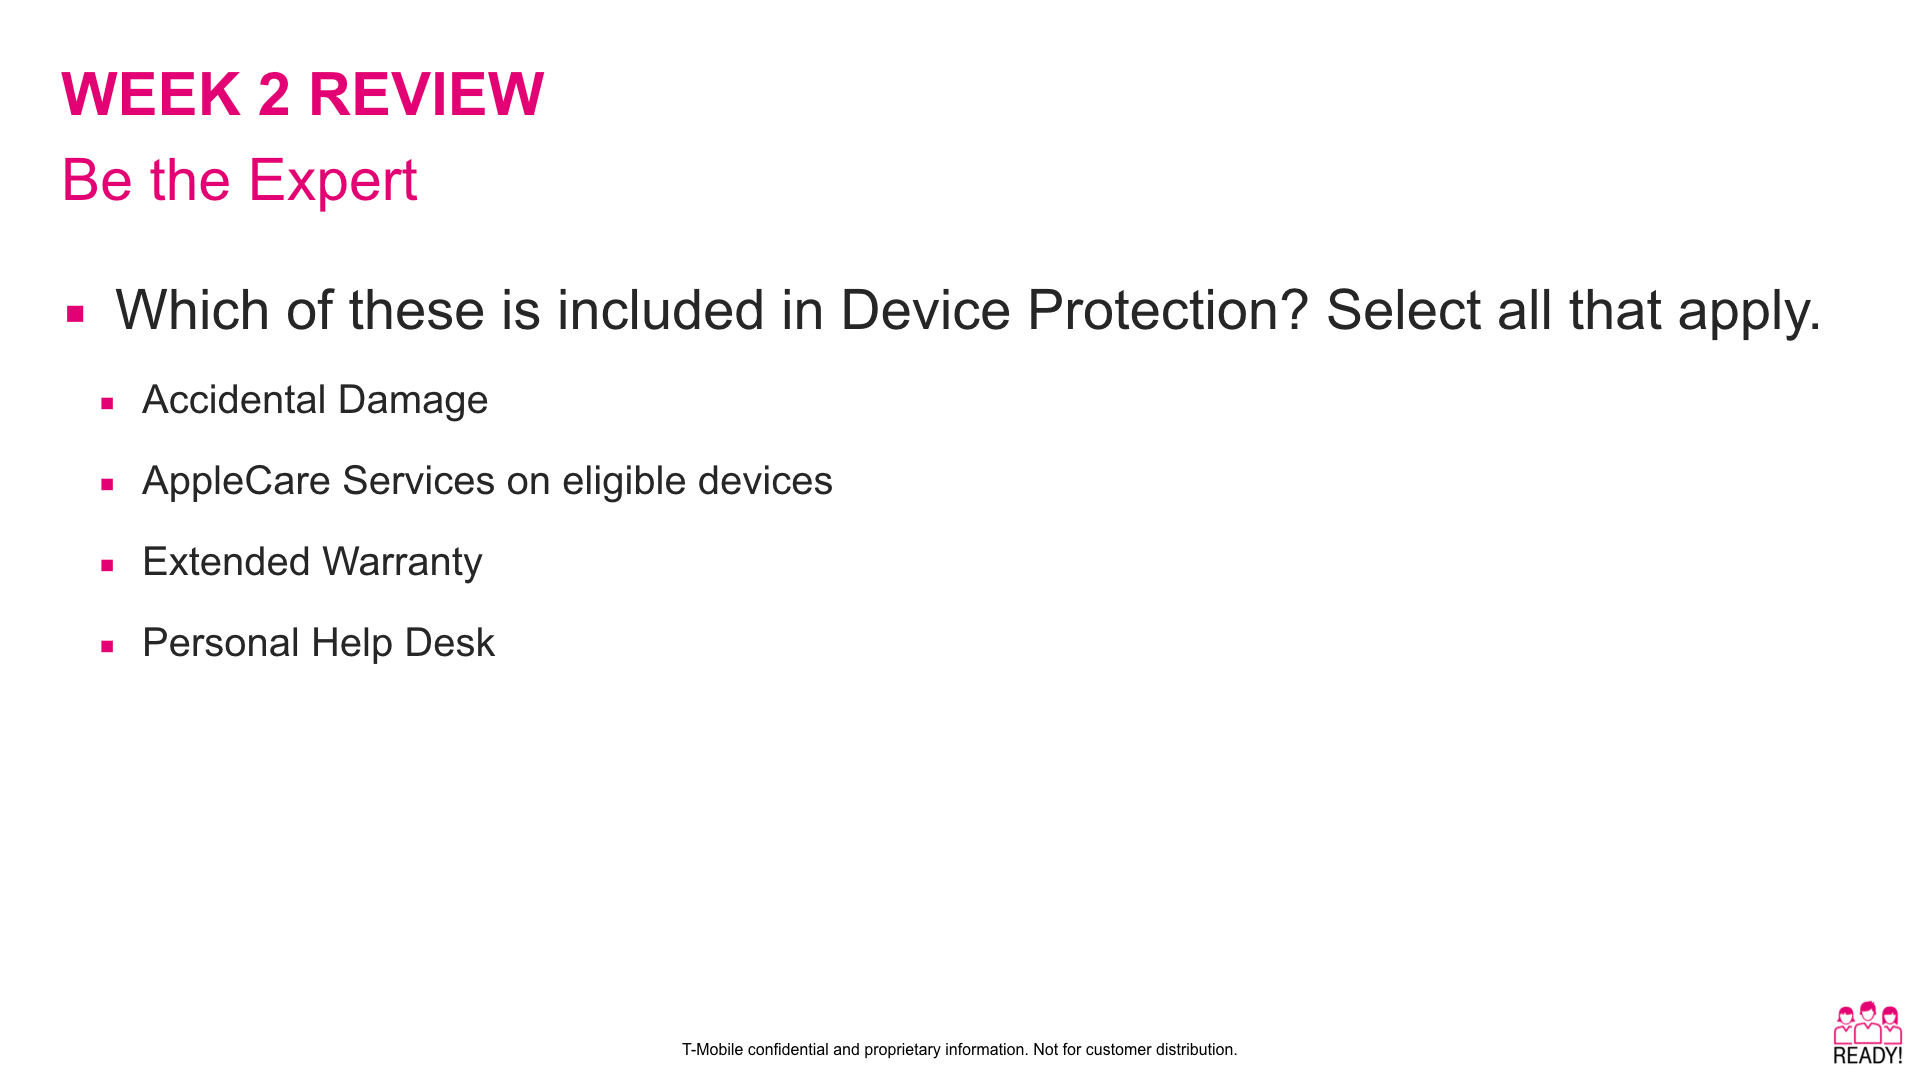 WEEK 2 REVIEW
Be the Expert
Which of these is included in Device Protection? Select all that apply.
Accidental Damage
AppleCare Services on eligible devices
Extended Warranty
Personal Help Desk
T-Mobile confidential and proprietary information. Not for customer distribution.
READY!